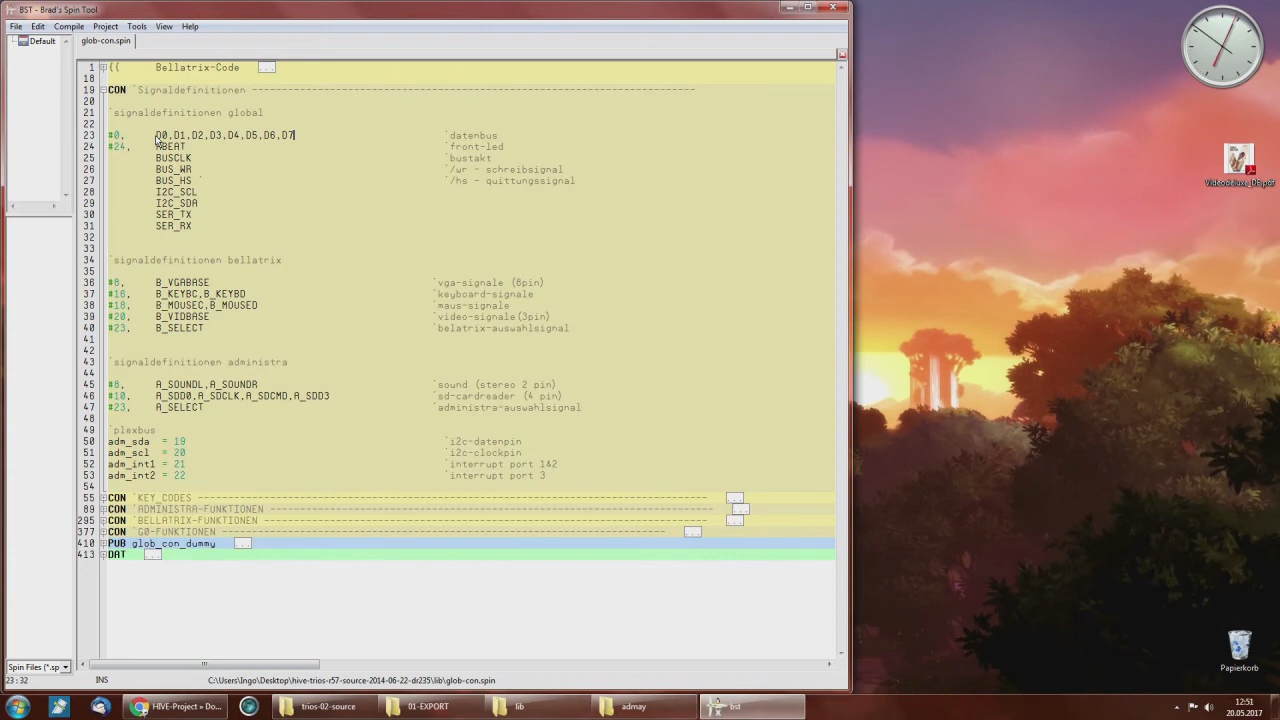 BST - Brad's Spin Tool
File Edit Compile Project Tools View Help
Default
glob-con.spin
1 {{ Bellatrix-Code ...
18
19 CON 'Signaldefinitionen --------------------------------------------------------------------------
20
21 'signaldefinitionen global
22
23 #0, D0,D1,D2,D3,D4,D5,D6,D7 'datenbus
24 #24, HBEAT 'front-led
25 BUSCLK 'bustakt
26 BUS_WR '/wr - schreibsignal
27 BUS_HS ' '/hs - quittungssignal
28 I2C_SCL
29 I2C_SDA
30 SER_TX
31 SER_RX
32
33
34 'signaldefinitionen bellatrix
35
36 #8, B_VGABASE 'vga-signale (8pin)
37 #16, B_KEYBC,B_KEYBD 'keyboard-signale
38 #18, B_MOUSEC,B_MOUSED 'maus-signale
39 #20, B_VIDBASE 'video-signale(3pin)
40 #23, B_SELECT 'belatrix-auswahlsignal
41
42
43 'signaldefinitionen administra
44
45 #8, A_SOUNDL,A_SOUNDR 'sound (stereo 2 pin)
46 #10, A_SDD0,A_SDCLK,A_SDCMD,A_SDD3 'sd-cardreader (4 pin)
47 #23, A_SELECT 'administra-auswahlsignal
48
49 'plexbus
50 adm_sda = 19 'i2c-datenpin
51 adm_scl = 20 'i2c-clockpin
52 adm_int1 = 21 'interrupt port 1&2
53 adm_int2 = 22 'interrupt port 3
54
55 CON 'KEY_CODES ------------------------------------------------------------------------------------- ...
89 CON 'ADMINISTRA-FUNKTIONEN -------------------------------------------------------------------------- ...
295 CON 'BELLATRIX-FUNKTIONEN -------------------------------------------------------------------------- ...
377 CON 'G0-FUNKTIONEN -------------------------------------------------------------------------- ...
410 PUB glob_con_dummy ...
413 DAT ...
Spin Files (*.sp
23 : 32 INS C:\Users\Ingo\Desktop\hive-trios-r57-source-2014-06-22-dr235\lib\glob-con.spin
HIVE-Project » Do...
trios-02-source
01-EXPORT
lib
admay
bst
12:51
20.05.2017
Videodeluxe_DE.pdf
Papierkorb